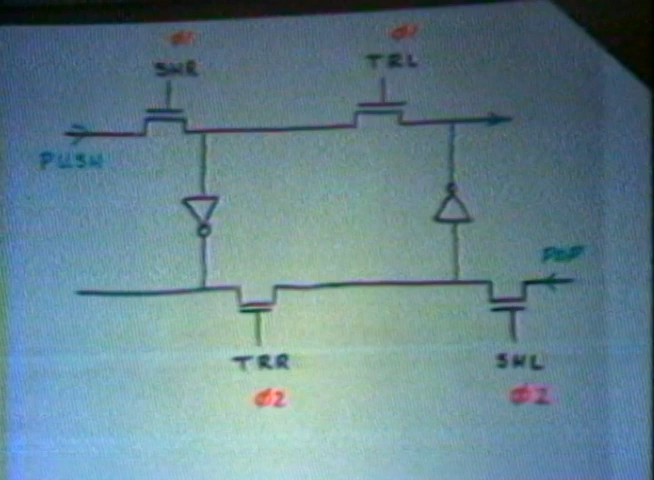 φ1 φ1
SHR TRL
PUSH
POP
TRR SHL
φ2 φ2